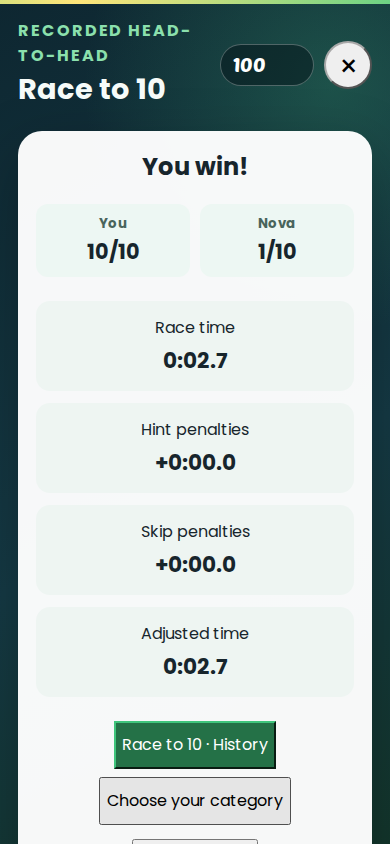 RECORDED HEAD-
TO-HEAD
Race to 10
100
×
You win!
You
10/10
Nova
1/10
Race time
0:02.7
Hint penalties
+0:00.0
Skip penalties
+0:00.0
Adjusted time
0:02.7
Race to 10 · History
Choose your category